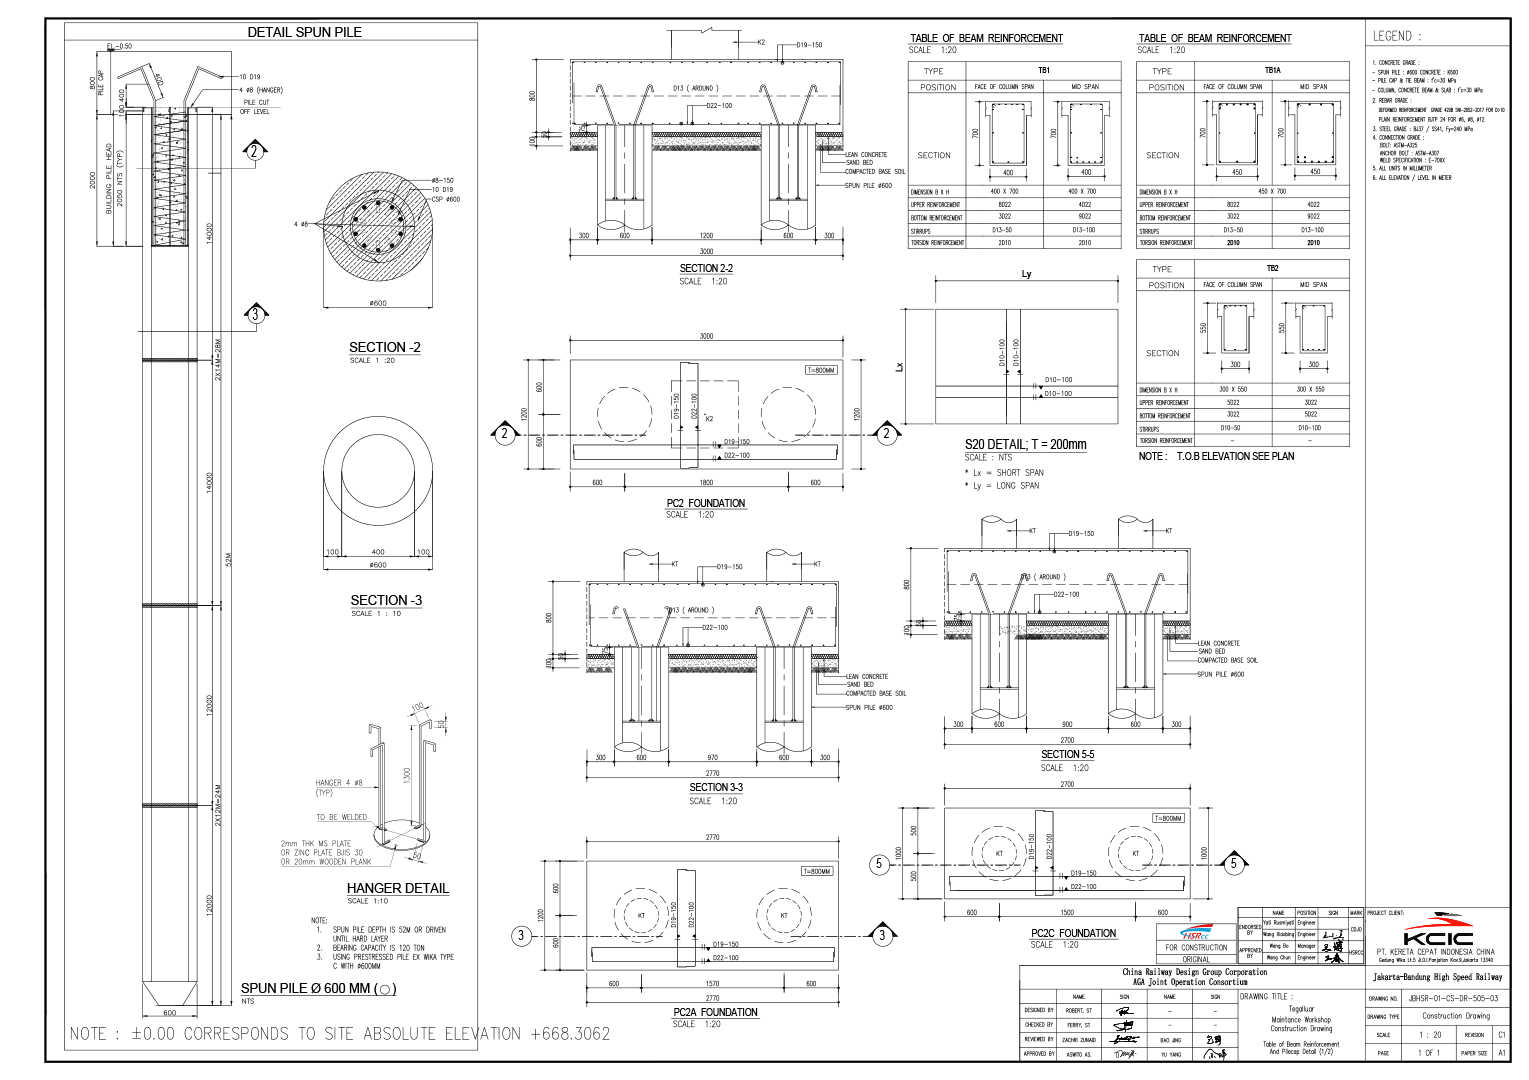 DETAIL SPUN PILE
EL-0.50
800
PILE CAP
400
400
100
10 D19
4 ø8 (HANGER)
PILE CUT
OFF LEVEL
2000
BUILDING PILE HEAD
2050 NTS (TYP)
2
14000
3
2X14M=28M
14000
52M
12000
2X12M=24M
12000
600
ø8-150
10 D19
CSP ø600
4 ø8
ø600
SECTION -2
SCALE 1 :20
100
400
100
ø600
SECTION -3
SCALE 1 : 10
100
50
1300
HANGER 4 ø8
(TYP)
TO BE WELDED
2mm THK MS PLATE
OR ZINC PLATE BJIS 30
OR 20mm WOODEN PLANK
50
HANGER DETAIL
SCALE 1:10
NOTE:
1. SPUN PILE DEPTH IS 52M OR DRIVEN
UNTIL HARD LAYER
2. BEARING CAPACITY IS 120 TON
3. USING PRESTRESSED PILE EX WIKA TYPE
C WITH ø600MM
SPUN PILE Ø 600 MM (○)
NTS
NOTE : ±0.00 CORRESPONDS TO SITE ABSOLUTE ELEVATION +668.3062
K2
D19-150
800
D13 ( AROUND )
D22-100
100
50
LEAN CONCRETE
SAND BED
COMPACTED BASE SOIL
SPUN PILE ø600
300
600
1200
600
300
3000
SECTION 2-2
SCALE 1:20
3000
T=800MM
600
1200
600
1200
D19-150
D22-100
K2
D19-150
D22-100
2
2
600
1800
600
PC2 FOUNDATION
SCALE 1:20
KT
D19-150
KT
800
D13 ( AROUND )
D22-100
100
50
75
LEAN CONCRETE
SAND BED
COMPACTED BASE SOIL
SPUN PILE ø600
300
600
970
600
300
2770
SECTION 3-3
SCALE 1:20
2770
T=800MM
600
1200
600
KT
D19-150
D22-100
KT
D19-150
D22-100
3
3
600
1570
600
2770
PC2A FOUNDATION
SCALE 1:20
TABLE OF BEAM REINFORCEMENT
SCALE 1:20
TYPE TB1
POSITION FACE OF COLUMN SPAN MID SPAN
SECTION
700
400
700
400
DIMENSION B X H 400 X 700 400 X 700
UPPER REINFORCEMENT 8D22 4D22
BOTTOM REINFORCEMENT 3D22 9D22
STIRRUPS D13-50 D13-100
TORSION REINFORCEMENT 2D10 2D10
TABLE OF BEAM REINFORCEMENT
SCALE 1:20
TYPE TB1A
POSITION FACE OF COLUMN SPAN MID SPAN
SECTION
700
450
700
450
DIMENSION B X H 450 X 700
UPPER REINFORCEMENT 8D22 4D22
BOTTOM REINFORCEMENT 3D22 9D22
STIRRUPS D13-50 D13-100
TORSION REINFORCEMENT 2D10 2D10
TYPE TB2
POSITION FACE OF COLUMN SPAN MID SPAN
SECTION
550
300
550
300
DIMENSION B X H 300 X 550 300 X 550
UPPER REINFORCEMENT 5D22 3D22
BOTTOM REINFORCEMENT 3D22 5D22
STIRRUPS D10-50 D10-100
TORSION REINFORCEMENT - -
NOTE : T.O.B ELEVATION SEE PLAN
Ly
Lx
D10-100
D10-100
D10-100
D10-100
S20 DETAIL; T = 200mm
SCALE : NTS
* Lx = SHORT SPAN
* Ly = LONG SPAN
KT
D19-150
KT
800
D13 ( AROUND )
D22-100
100
50
75
LEAN CONCRETE
SAND BED
COMPACTED BASE SOIL
SPUN PILE ø600
300
600
900
600
300
2700
SECTION 5-5
SCALE 1:20
2700
T=800MM
500
1000
500
1000
KT
D19-150
D22-100
KT
D19-150
D22-100
5
5
600
1500
600
PC2C FOUNDATION
SCALE 1:20
LEGEND :
1. CONCRETE GRADE :
- SPUN PILE : ø600 CONCRETE : K600
- PILE CAP & TIE BEAM : f'c=30 MPa
- COLUMN, CONCRETE BEAM & SLAB : f'c=30 MPa
2. REBAR GRADE :
DEFORMED REINFORCEMENT GRADE 420B SNI-2052-2017 FOR D≥10
PLAIN REINFORCEMENT BJTP 24 FOR ø6, ø8, ø12
3. STEEL GRADE : BJ37 / SS41, Fy=240 MPa
4. CONNECTION GRADE :
BOLT: ASTM-A325
ANCHOR BOLT : ASTM-A307
WELD SPECIFICATION : E-70XX
5. ALL UNITS IN MILLIMETER
6. ALL ELEVATION / LEVEL IN METER
HSRCC
FOR CONSTRUCTION
ORIGINAL
NAME POSITION SIGN MARK
ENDORSED BY
Yati Rusmiyati Engineer
Wang Xiaobing Engineer
CDJO
APPROVED BY
Wang Bo Manager
Wang Chun Engineer
HSRCC
PROJECT CLIENT:
KCIC
PT. KERETA CEPAT INDONESIA CHINA
Gedung Wika Lt.5 Jl.D.I.Panjaitan Kav.9,Jakarta 13340
China Railway Design Group Corporation
AGA Joint Operation Consortium
NAME SIGN NAME SIGN
DESIGNED BY ROBERT, ST - -
CHECKED BY FERRY, ST - -
REVIEWED BY ZACHRI ZUNAID BAO JING
APPROVED BY ASWITO AS. YU YANG
DRAWING TITLE :
Tegalluar
Maintance Workshop
Construction Drawing
Table of Beam Reinforcement
And Pilecap Detail (1/2)
Jakarta-Bandung High Speed Railway
DRAWING NO. JBHSR-01-CS-DR-505-03
DRAWING TYPE Construction Drawing
SCALE 1 : 20 REVISION C1
PAGE 1 OF 1 PAPER SIZE A1